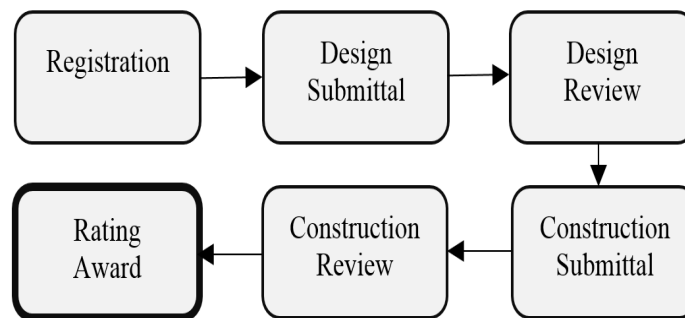 Registration
Design
Submittal
Design
Review
Construction
Submittal
Construction
Review
Rating
Award